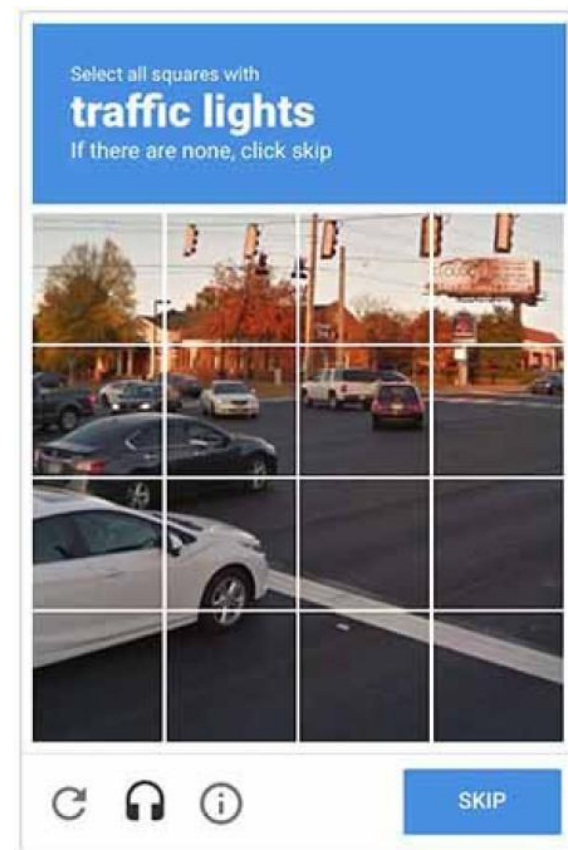 Select all squares with
traffic lights
If there are none, click skip
SKIP